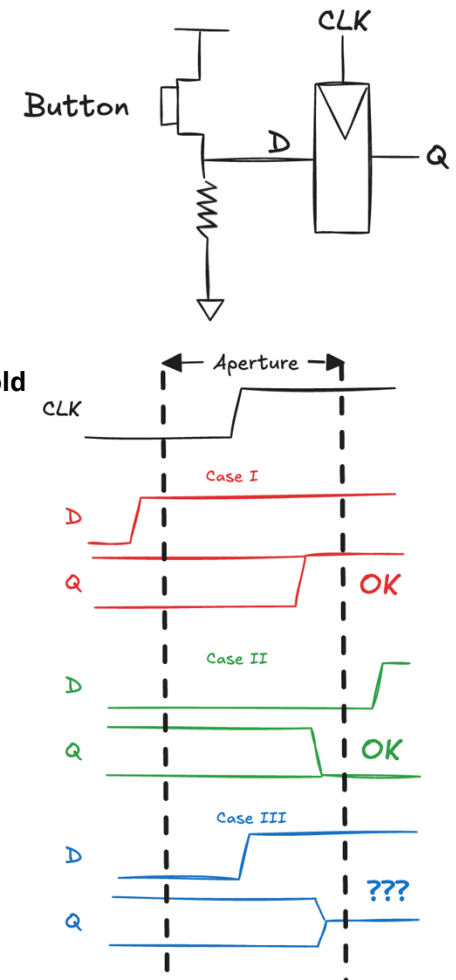 CLK
Button
D
Q
Aperture
old
CLK
Case I
D
Q
OK
Case II
D
Q
OK
Case III
D
???
Q